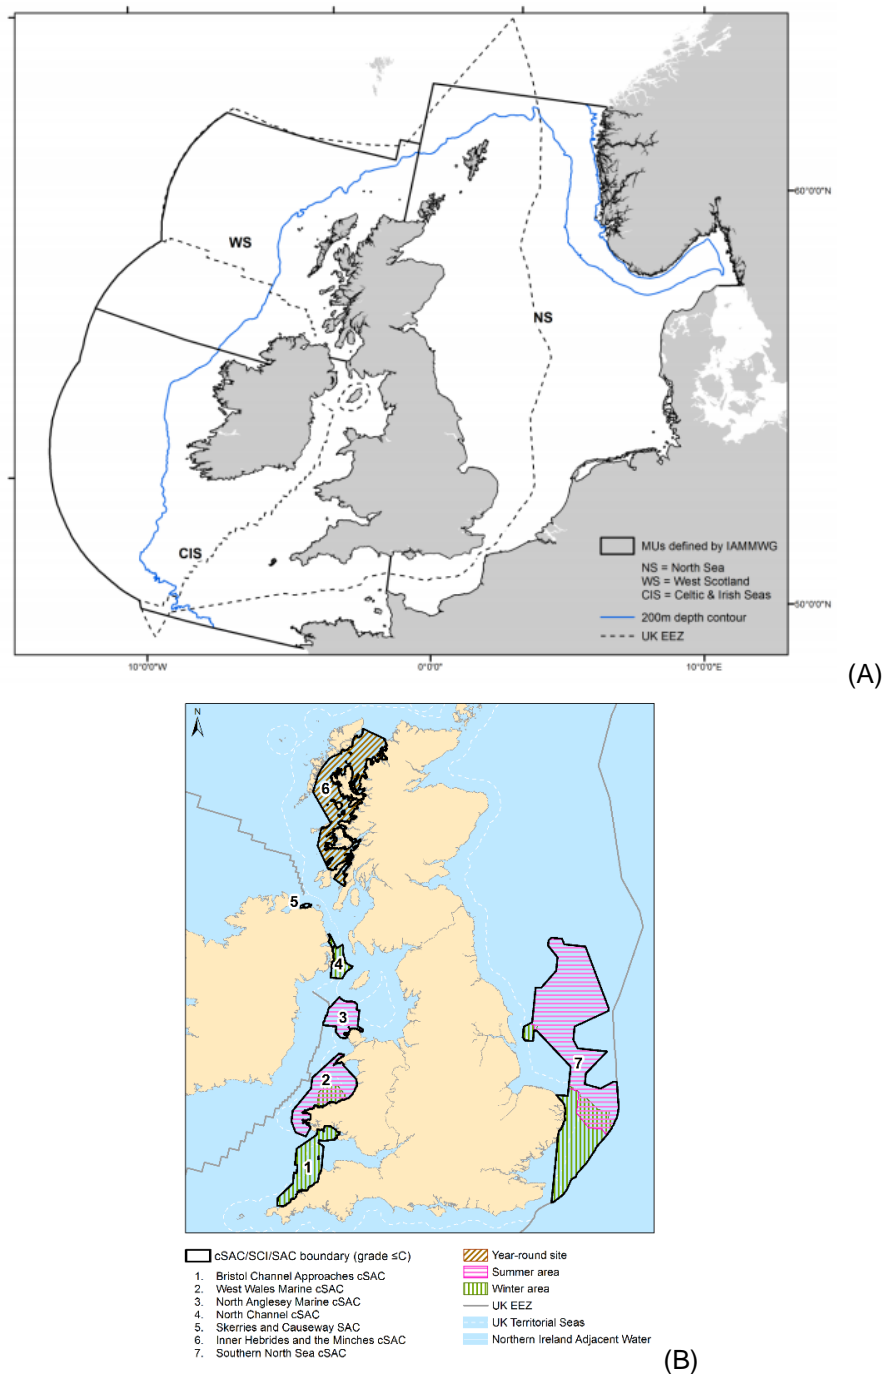 60°0'0"N
WS
NS
CIS
MUs defined by IAMMWG
NS = North Sea
WS = West Scotland
CIS = Celtic & Irish Seas
200m depth contour
UK EEZ
50°0'0"N
10°0'0"W
0°0'0"
10°0'0"E
(A)
N
6
5
4
3
7
2
1
cSAC/SCI/SAC boundary (grade ≤C)
1. Bristol Channel Approaches cSAC
2. West Wales Marine cSAC
3. North Anglesey Marine cSAC
4. North Channel cSAC
5. Skerries and Causeway SAC
6. Inner Hebrides and the Minches cSAC
7. Southern North Sea cSAC
Year-round site
Summer area
Winter area
UK EEZ
UK Territorial Seas
Northern Ireland Adjacent Water
(B)